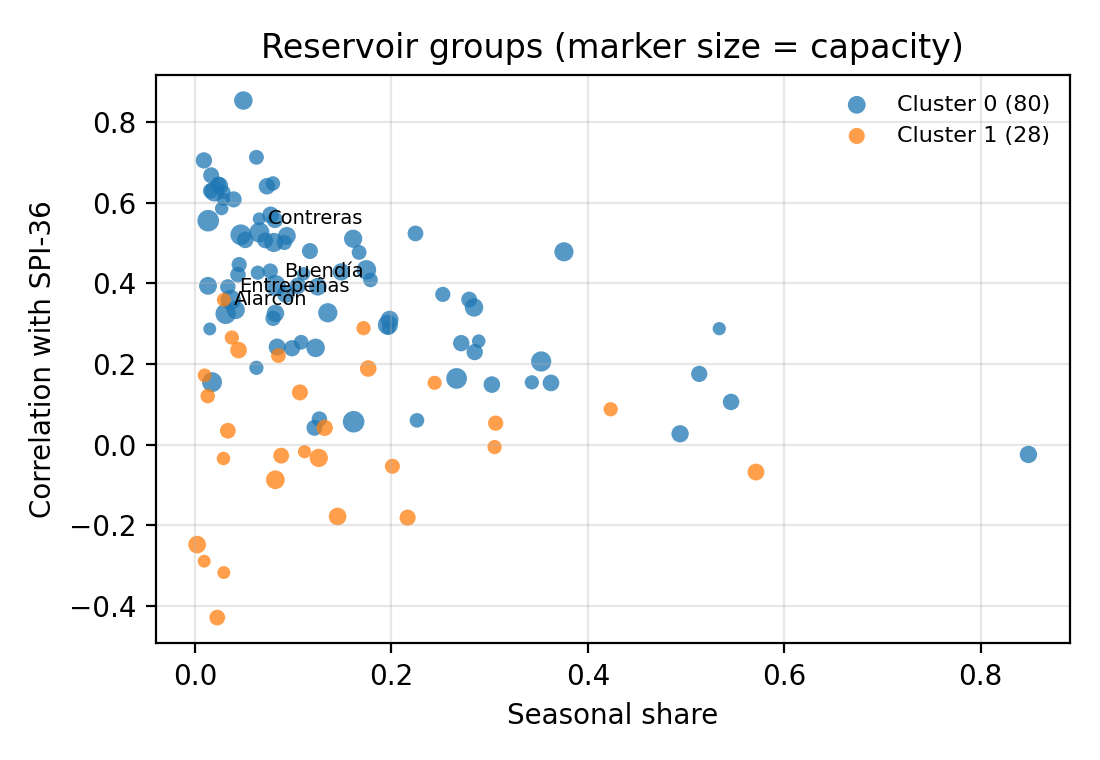 Reservoir groups (marker size = capacity)
Cluster 0 (80)
Cluster 1 (28)
Contreras
Buendía
Entrepeñas
Alarcón
Correlation with SPI-36
0.8
0.6
0.4
0.2
0.0
−0.2
−0.4
0.0 0.2 0.4 0.6 0.8
Seasonal share